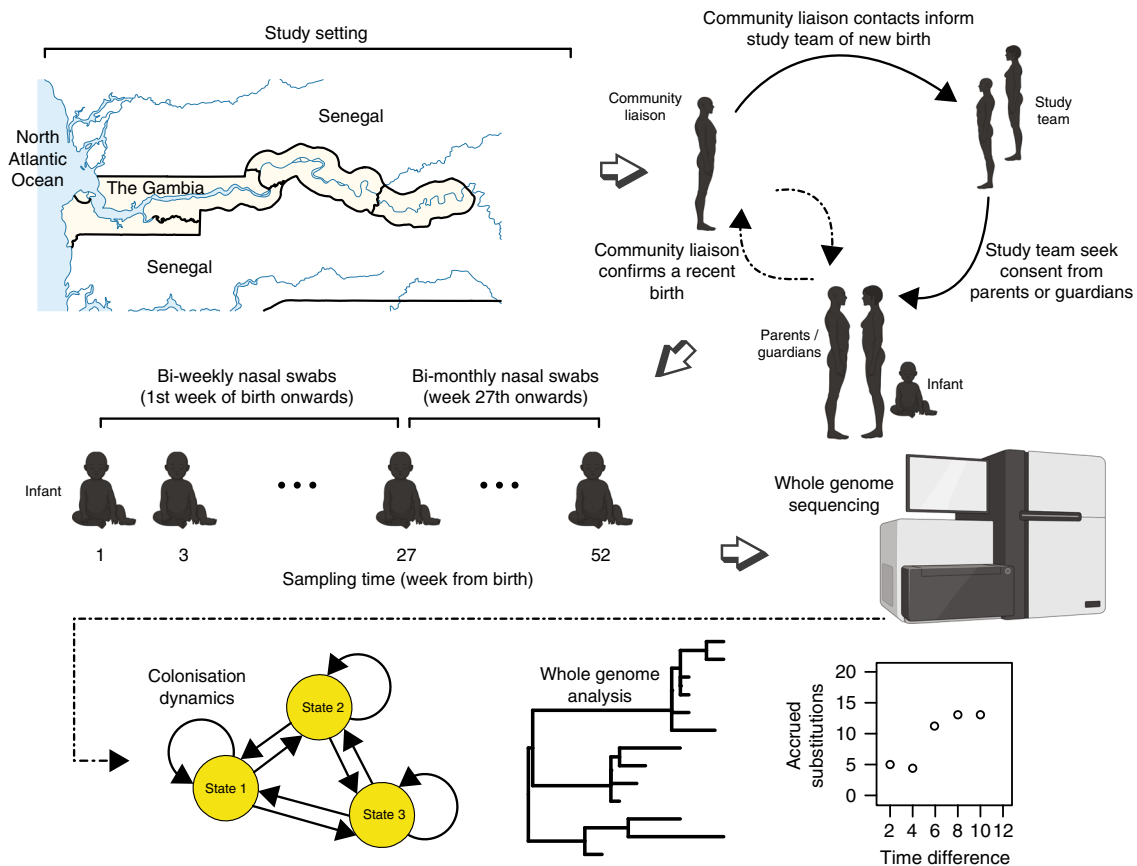 Study setting
North
Atlantic
Ocean
Senegal
The Gambia
Senegal
Community liaison contacts inform
study team of new birth
Community
liaison
Study
team
Community liaison
confirms a recent
birth
Study team seek
consent from
parents or guardians
Parents /
guardians
Infant
Bi-weekly nasal swabs
(1st week of birth onwards)
Bi-monthly nasal swabs
(week 27th onwards)
Infant
1
3
27
52
Sampling time (week from birth)
Whole genome
sequencing
Colonisation
dynamics
State 2
State 1
State 3
Whole genome
analysis
Accrued
substitutions
20
15
10
5
0
2 4 6 8 10 12
Time difference